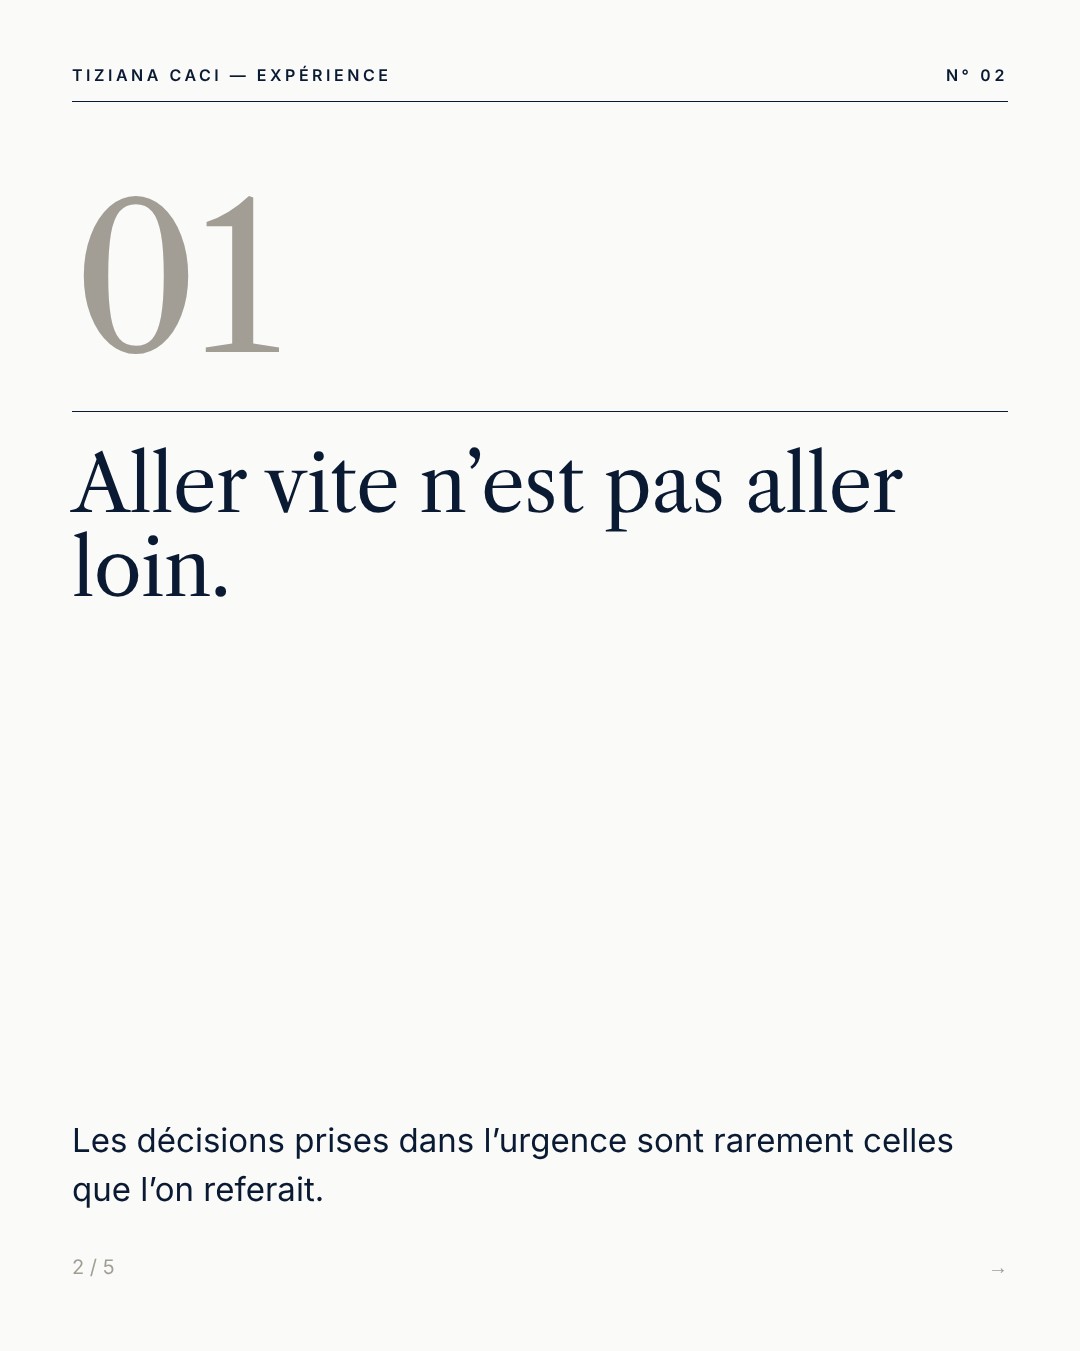 TIZIANA CACI — EXPÉRIENCE
N° 02
01
Aller vite n’est pas aller
loin.
Les décisions prises dans l’urgence sont rarement celles
que l’on referait.
2 / 5
→